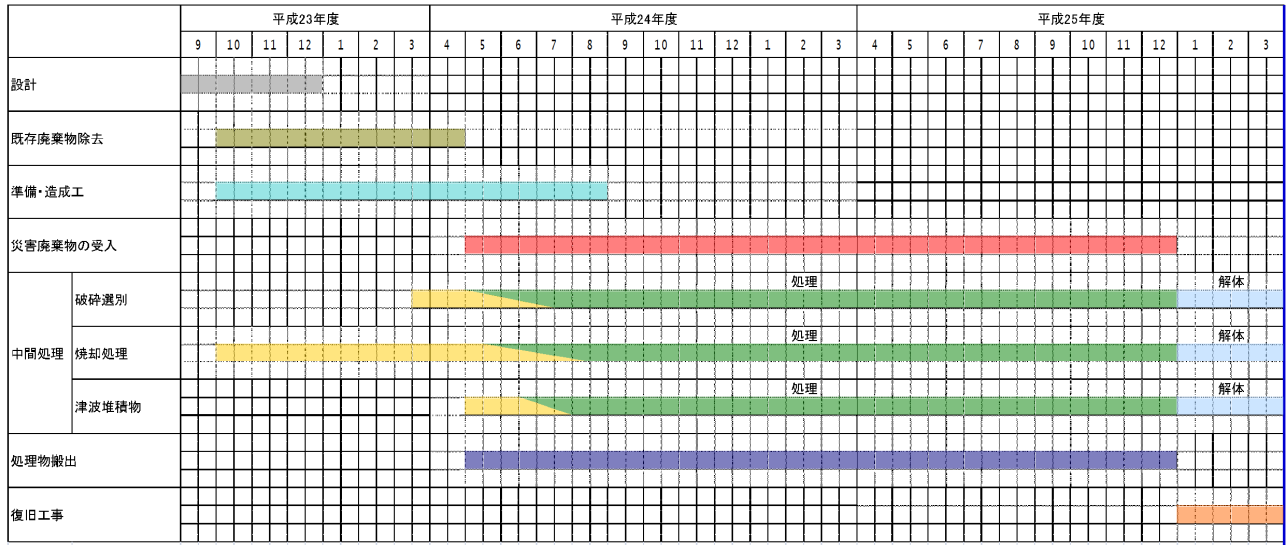 平成23年度 平成24年度 平成25年度
9 10 11 12 1 2 3 4 5 6 7 8 9 10 11 12 1 2 3 4 5 6 7 8 9 10 11 12 1 2 3
設計
既存廃棄物除去
準備・造成工
災害廃棄物の受入
処理 解体
破砕選別
処理 解体
中間処理 焼却処理
処理 解体
津波堆積物
処理物搬出
復旧工事